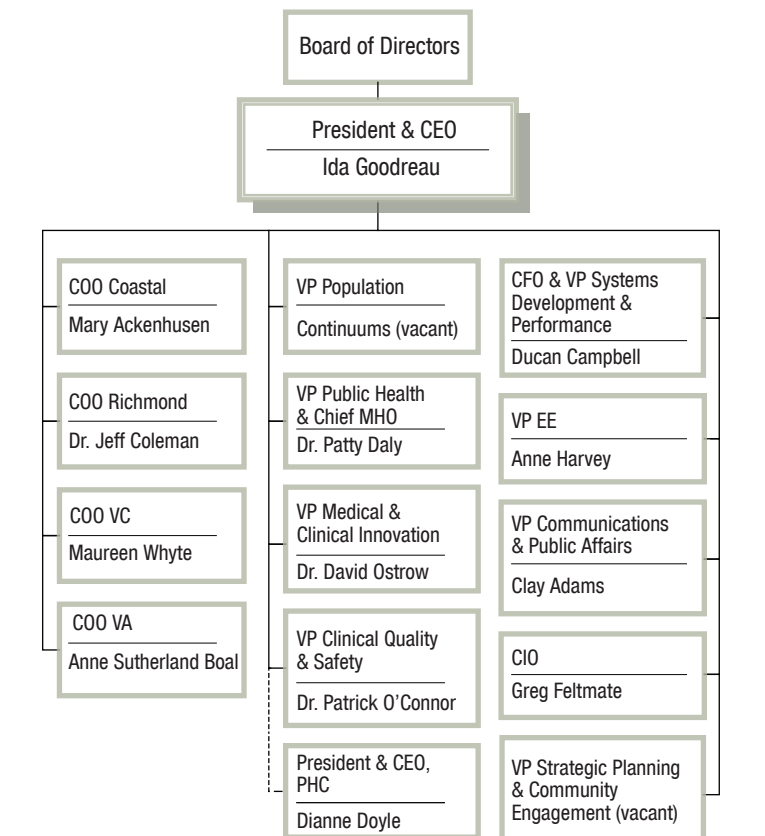 Board of Directors
President & CEO
Ida Goodreau
COO Coastal
Mary Ackenhusen
COO Richmond
Dr. Jeff Coleman
COO VC
Maureen Whyte
COO VA
Anne Sutherland Boal
VP Population
Continuums (vacant)
VP Public Health
& Chief MHO
Dr. Patty Daly
VP Medical &
Clinical Innovation
Dr. David Ostrow
VP Clinical Quality
& Safety
Dr. Patrick O'Connor
President & CEO,
PHC
Dianne Doyle
CFO & VP Systems
Development &
Performance
Ducan Campbell
VP EE
Anne Harvey
VP Communications
& Public Affairs
Clay Adams
CIO
Greg Feltmate
VP Strategic Planning
& Community
Engagement (vacant)